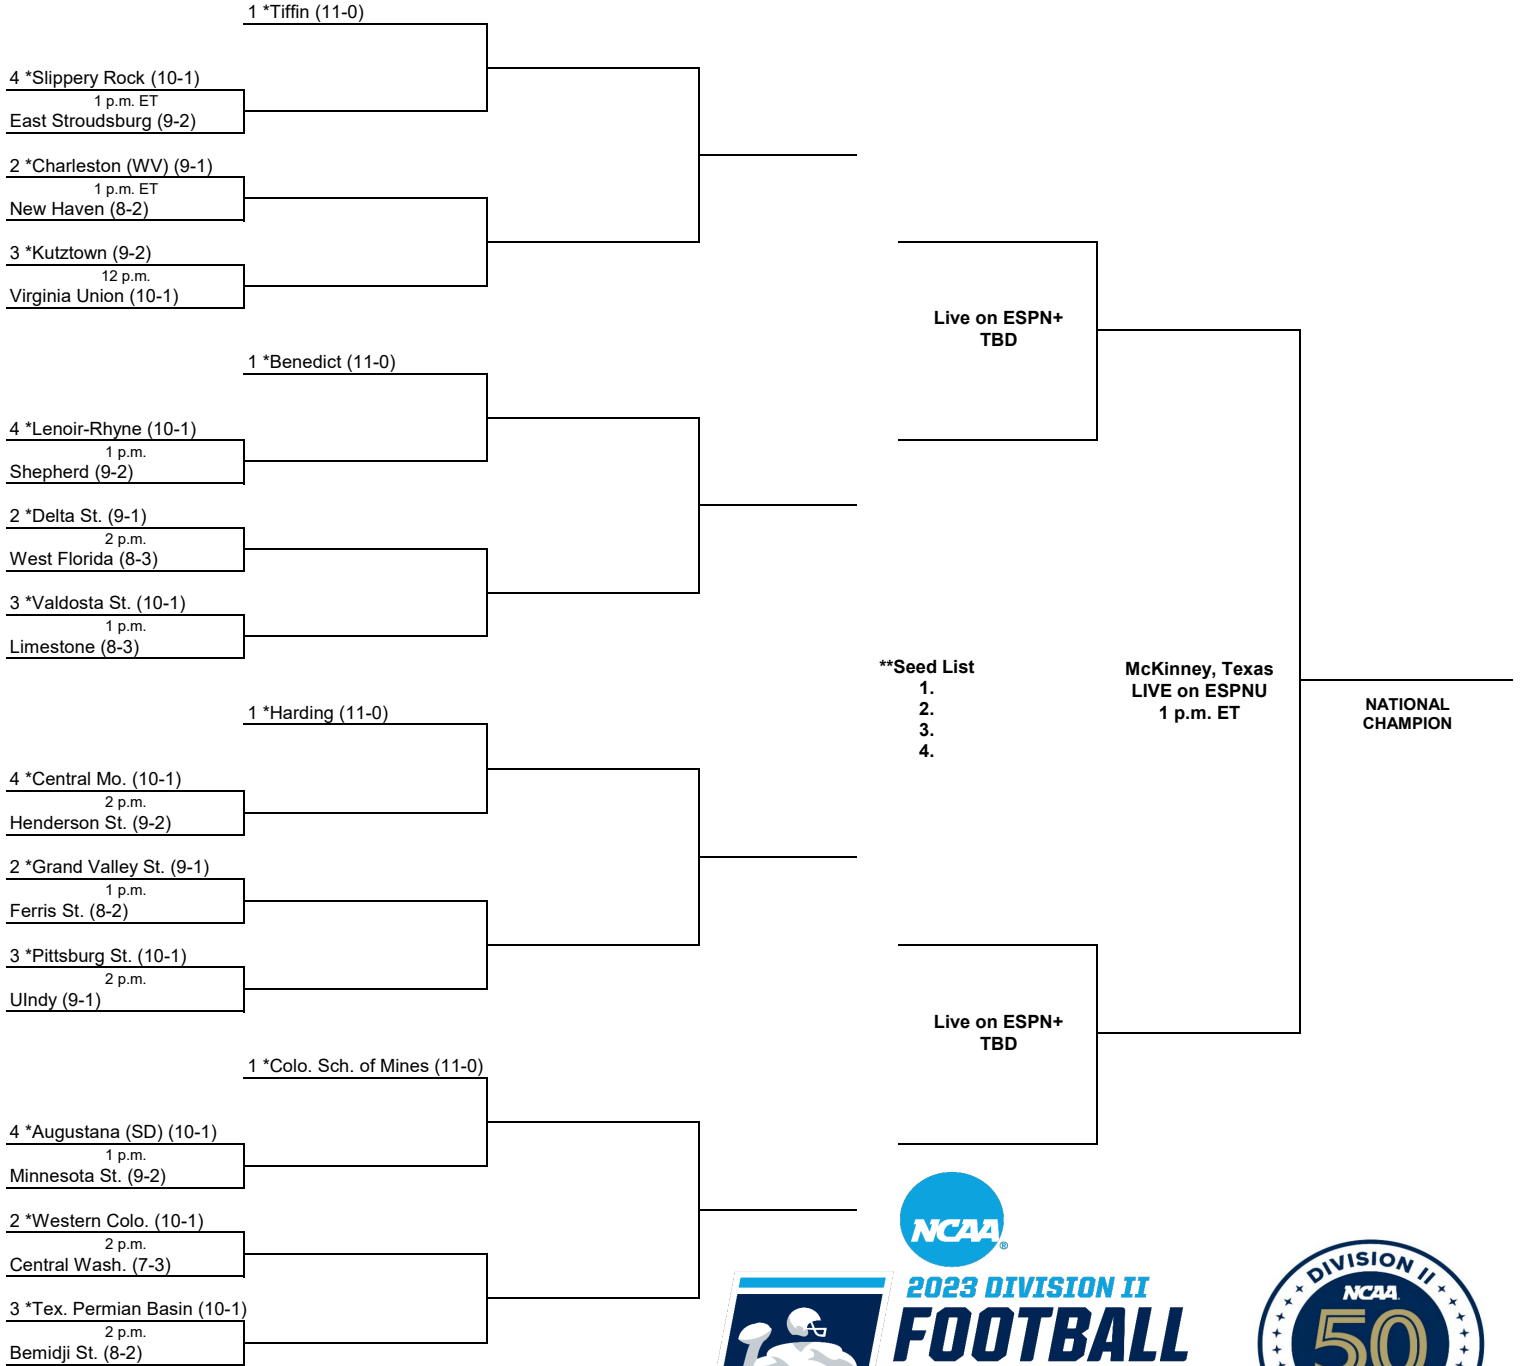 1 *Tiffin (11-0)
4 *Slippery Rock (10-1)
1 p.m. ET
East Stroudsburg (9-2)
2 *Charleston (WV) (9-1)
1 p.m. ET
New Haven (8-2)
3 *Kutztown (9-2)
12 p.m.
Virginia Union (10-1)
1 *Benedict (11-0)
4 *Lenoir-Rhyne (10-1)
1 p.m.
Shepherd (9-2)
2 *Delta St. (9-1)
2 p.m.
West Florida (8-3)
3 *Valdosta St. (10-1)
1 p.m.
Limestone (8-3)
1 *Harding (11-0)
4 *Central Mo. (10-1)
2 p.m.
Henderson St. (9-2)
2 *Grand Valley St. (9-1)
1 p.m.
Ferris St. (8-2)
3 *Pittsburg St. (10-1)
2 p.m.
UIndy (9-1)
1 *Colo. Sch. of Mines (11-0)
4 *Augustana (SD) (10-1)
1 p.m.
Minnesota St. (9-2)
2 *Western Colo. (10-1)
2 p.m.
Central Wash. (7-3)
3 *Tex. Permian Basin (10-1)
2 p.m.
Bemidji St. (8-2)
Live on ESPN+
TBD
**Seed List
1.
2.
3.
4.
McKinney, Texas
LIVE on ESPNU
1 p.m. ET
NATIONAL
CHAMPION
Live on ESPN+
TBD
NCAA®
2023 DIVISION II
FOOTBALL
DIVISION II
NCAA
50